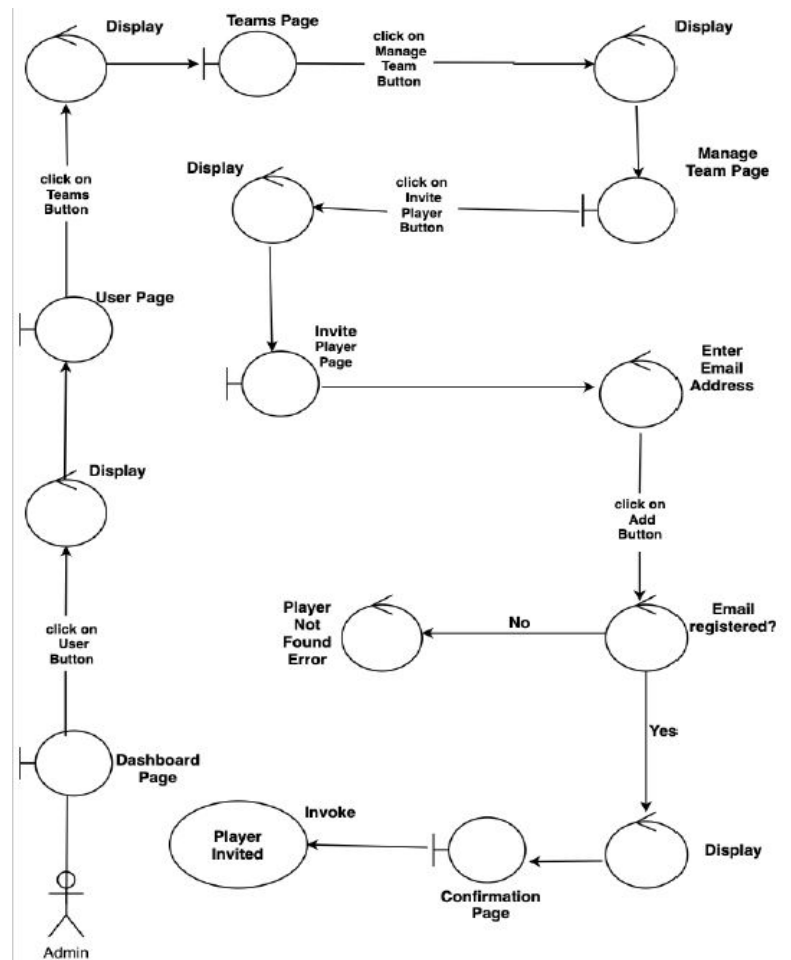 Display
Teams Page
click on
Manage
Team
Button
Display
Manage
Team Page
click on
Invite
Player
Button
Display
click on
Teams
Button
User Page
Invite
Player
Page
Enter
Email
Address
Display
click on
Add
Button
Player
Not
Found
Error
No
Email
registered?
click on
User
Button
Yes
Dashboard
Page
Invoke
Player
Invited
Display
Confirmation
Page
Admin